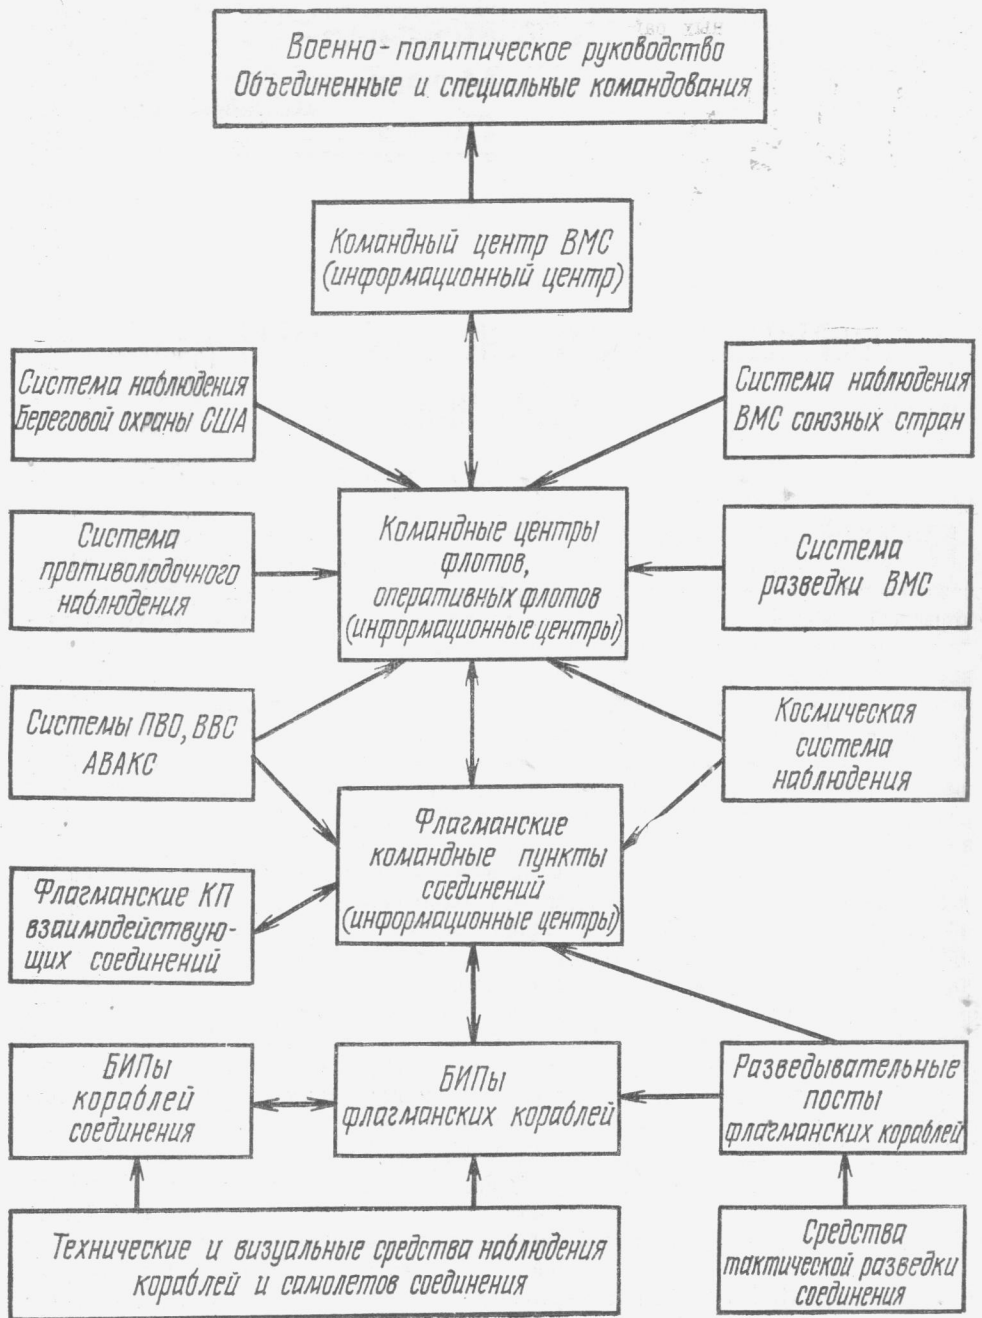 Военно-политическое руководство
Объединенные и специальные командования
Командный центр ВМС
(информационный центр)
Система наблюдения
Береговой охраны США
Система наблюдения
ВМС союзных стран
Командные центры
флотов,
оперативных флотов
(информационные центры)
Система
противолодочного
наблюдения
Система
разведки ВМС
Системы ПВО, ВВС
АВАКС
Космическая
система
наблюдения
Флагманские
командные пункты
соединений
(информационные центры)
Флагманские КП
взаимодействую-
щих соединений
БИПы
кораблей
соединения
БИПы
флагманских кораблей
Разведывательные
посты
флагманских кораблей
Технические и визуальные средства наблюдения
кораблей и самолетов соединения
Средства
тактической разведки
соединения